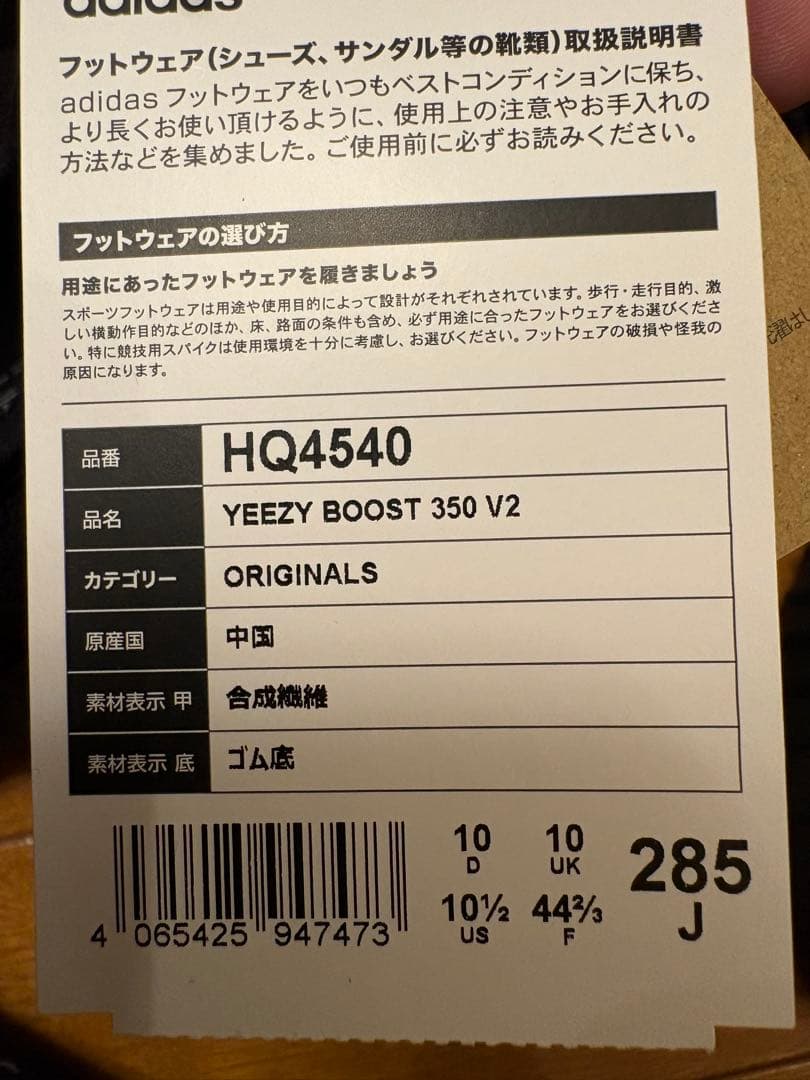 adidas
フットウェア(シューズ、サンダル等の靴類)取扱説明書
adidas フットウェアをいつもベストコンディションに保ち、
より長くお使い頂けるように、使用上の注意やお手入れの
方法などを集めました。ご使用前に必ずお読みください。
フットウェアの選び方
用途にあったフットウェアを履きましょう
スポーツフットウェアは用途や使用目的によって設計がそれぞれされています。歩行・走行目的、激
しい横動作目的などのほか、床、路面の条件も含め、必ず用途に合ったフットウェアをお選びくださ
い。特に競技用スパイクは使用環境を十分に考慮し、お選びください。フットウェアの破損や怪我の
原因になります。
品番 HQ4540
品名 YEEZY BOOST 350 V2
カテゴリー ORIGINALS
原産国 中国
素材表示 甲 合成繊維
素材表示 底 ゴム底
10 10 285
D UK
10½ 44⅔ J
US F
4 065425 947473